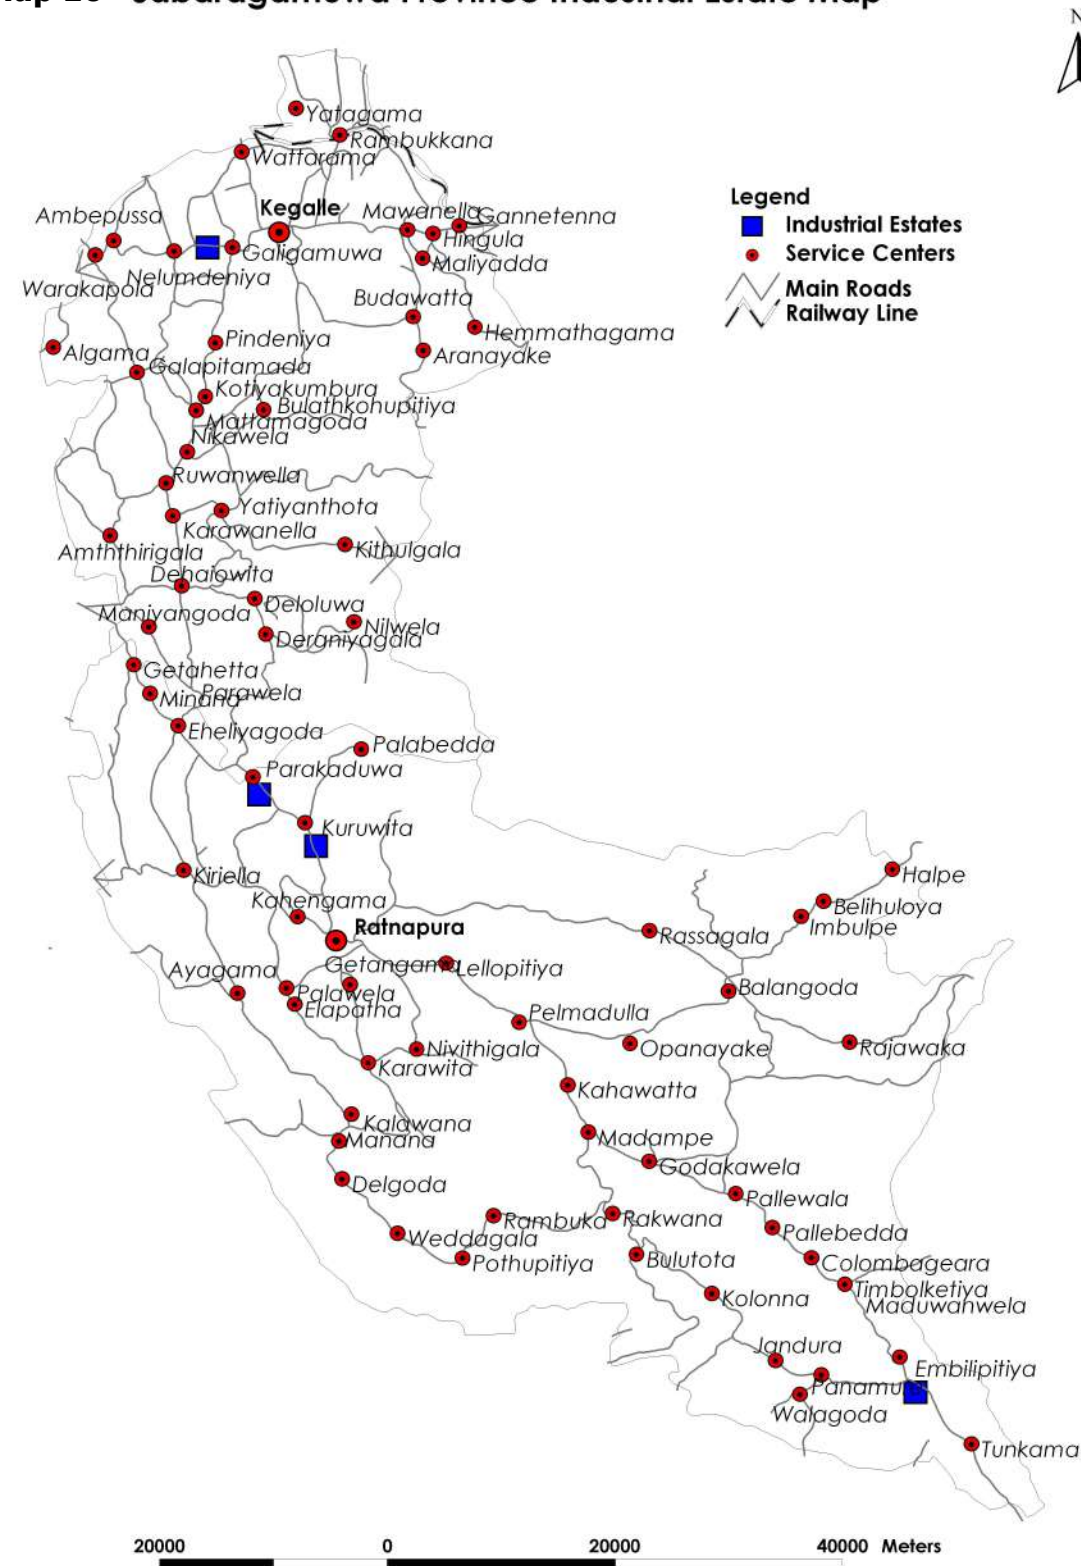 Sabaragamuwa Province Industrial Estate Map
N
Yatagama
Rambukkana
Wattarama
Legend
Industrial Estates
Service Centers
Main Roads
Railway Line
Ambepussa
Kegalle
Mawanella
Gannetenna
Hingula
Galigamuwa
Maliyadda
Nelumdeniya
Warakapola
Budawatta
Hemmathagama
Pindeniya
Algama
Aranayake
Galapitamada
Kotiyakumbura
Bulathkohupitiya
Mattamagoda
Nikawela
Ruwanwella
Yatiyanthota
Karawanella
Amththirigala
Kithulgala
Dehaiowita
Deloluwa
Maniyangoda
Nilwela
Deraniyagala
Getahetta
Parawela
Minana
Eheliyagoda
Palabedda
Parakaduwa
Kuruwita
Kiriella
Halpe
Kahengama
Belihuloya
Imbulpe
Ratnapura
Rassagala
Getangama
Lellopitiya
Ayagama
Palawela
Balangoda
Elapatha
Pelmadulla
Nivithigala
Opanayake
Rajawaka
Karawita
Kahawatta
Kalawana
Madampe
Manana
Godakawela
Delgoda
Pallewala
Rambuka
Rakwana
Pallebedda
Weddagala
Bulutota
Pothupitiya
Colombageara
Timbolketiya
Kolonna
Maduwanwela
Jandura
Embilipitiya
Panamura
Walagoda
Tunkama
20000 0 20000 40000 Meters